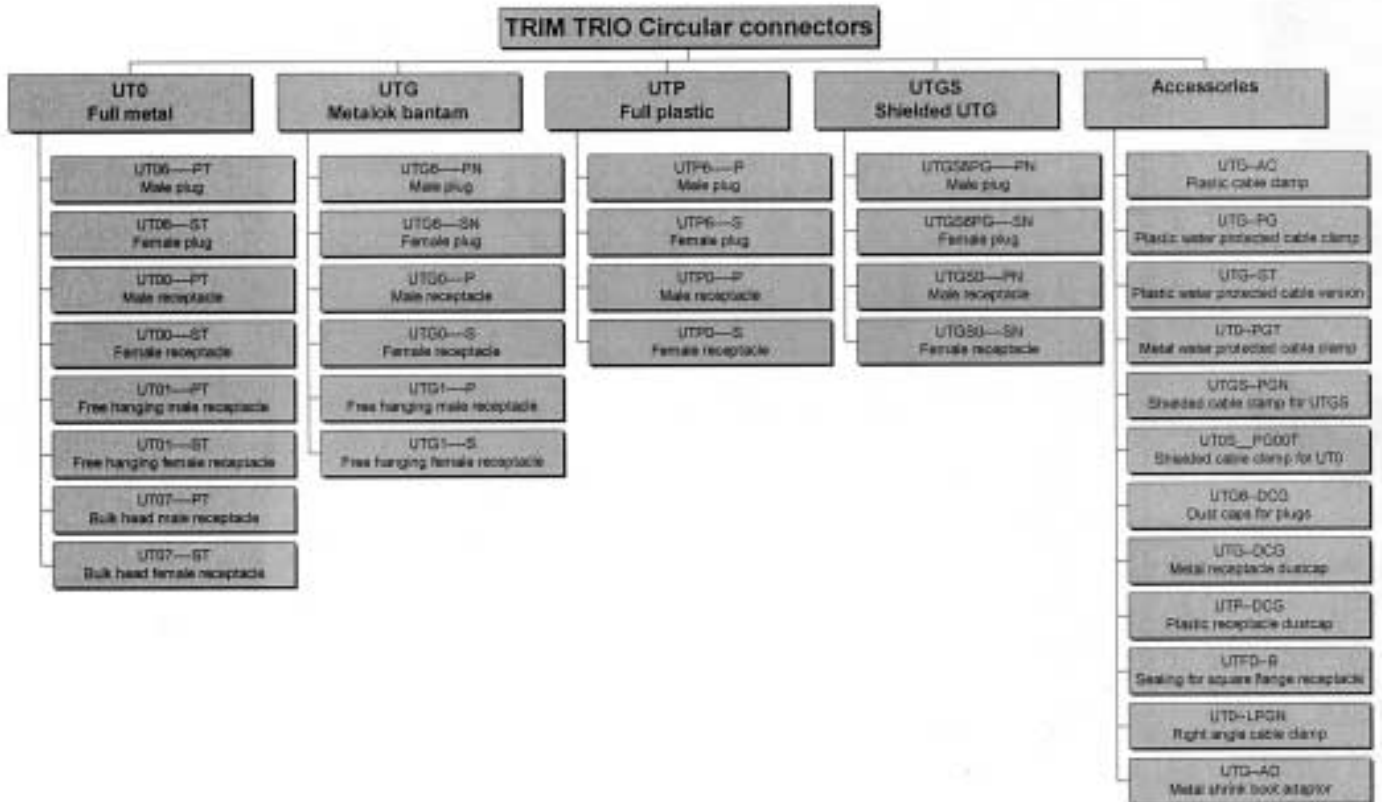 TRIM TRIO Circular connectors
UT0
Full metal
UT06----PT
Male plug
UT06----ST
Female plug
UT00----PT
Male receptacle
UT00----ST
Female receptacle
UT01----PT
Free hanging male receptacle
UT01----ST
Free hanging female receptacle
UT07----PT
Bulk head male receptacle
UT07----ST
Bulk head female receptacle
UTG
Metalok bantam
UTG6----PN
Male plug
UTG6----SN
Female plug
UTG0----P
Male receptacle
UTG0----S
Female receptacle
UTG1----P
Free hanging male receptacle
UTG1----S
Free hanging female receptacle
UTP
Full plastic
UTP6----P
Male plug
UTP6----S
Female plug
UTP0----P
Male receptacle
UTP0----S
Female receptacle
UTGS
Shielded UTG
UTGS6PG----PN
Male plug
UTGS6PG----SN
Female plug
UTGS0----PN
Male receptacle
UTGS0----SN
Female receptacle
Accessories
UTG--AC
Plastic cable clamp
UTG--PG
Plastic water protected cable clamp
UTG--ST
Plastic water protected cable version
UT0--PGT
Metal water protected cable clamp
UTGS--PGN
Shielded cable clamp for UTGS
Shielded cable clamp for UT0
UTG6--DCG
Dust caps for plugs
UTG--DCG
Metal receptacle dustcap
UTP--DCG
Plastic receptacle dustcap
UTFD--B
Sealing for square flange receptacle
UT0--LPGN
Right angle cable clamp
UTG--AD
Metal shrink boot adaptor